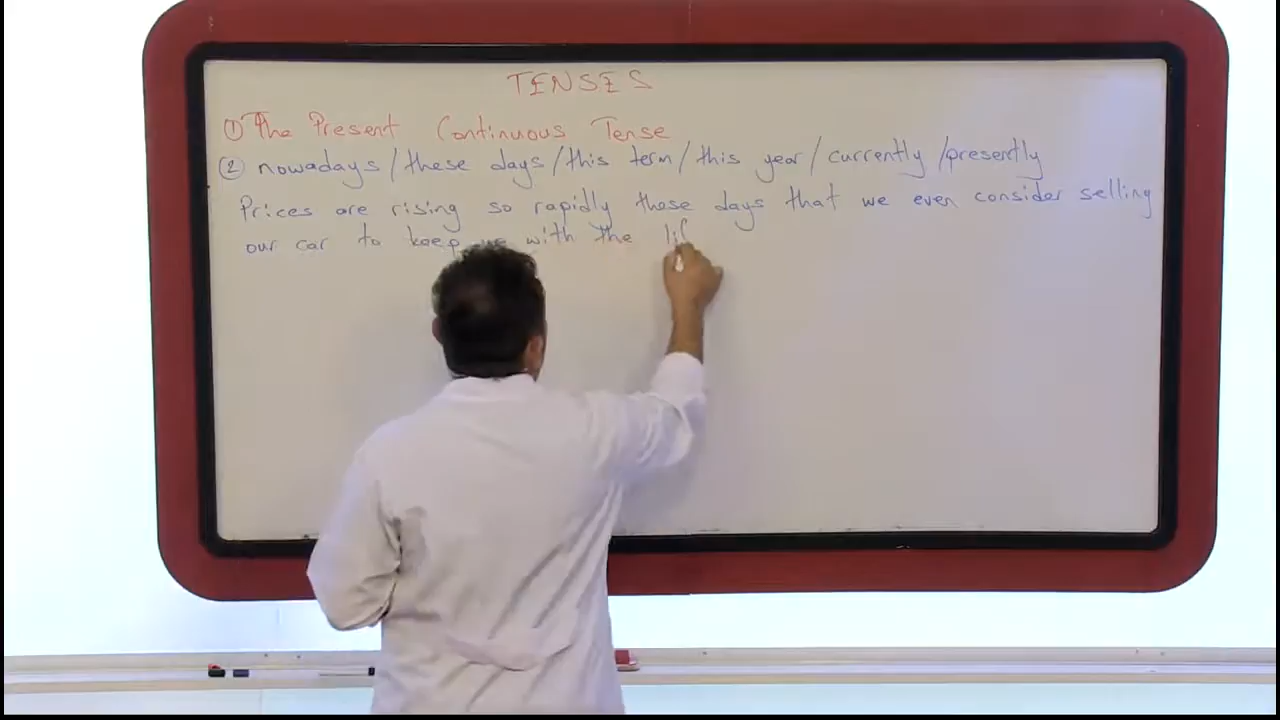 TENSES
① The Present Continuous Tense
② nowadays/these days/this term/this year/currently/presently
Prices are rising so rapidly these days that we even consider selling
our car to keep with the lif